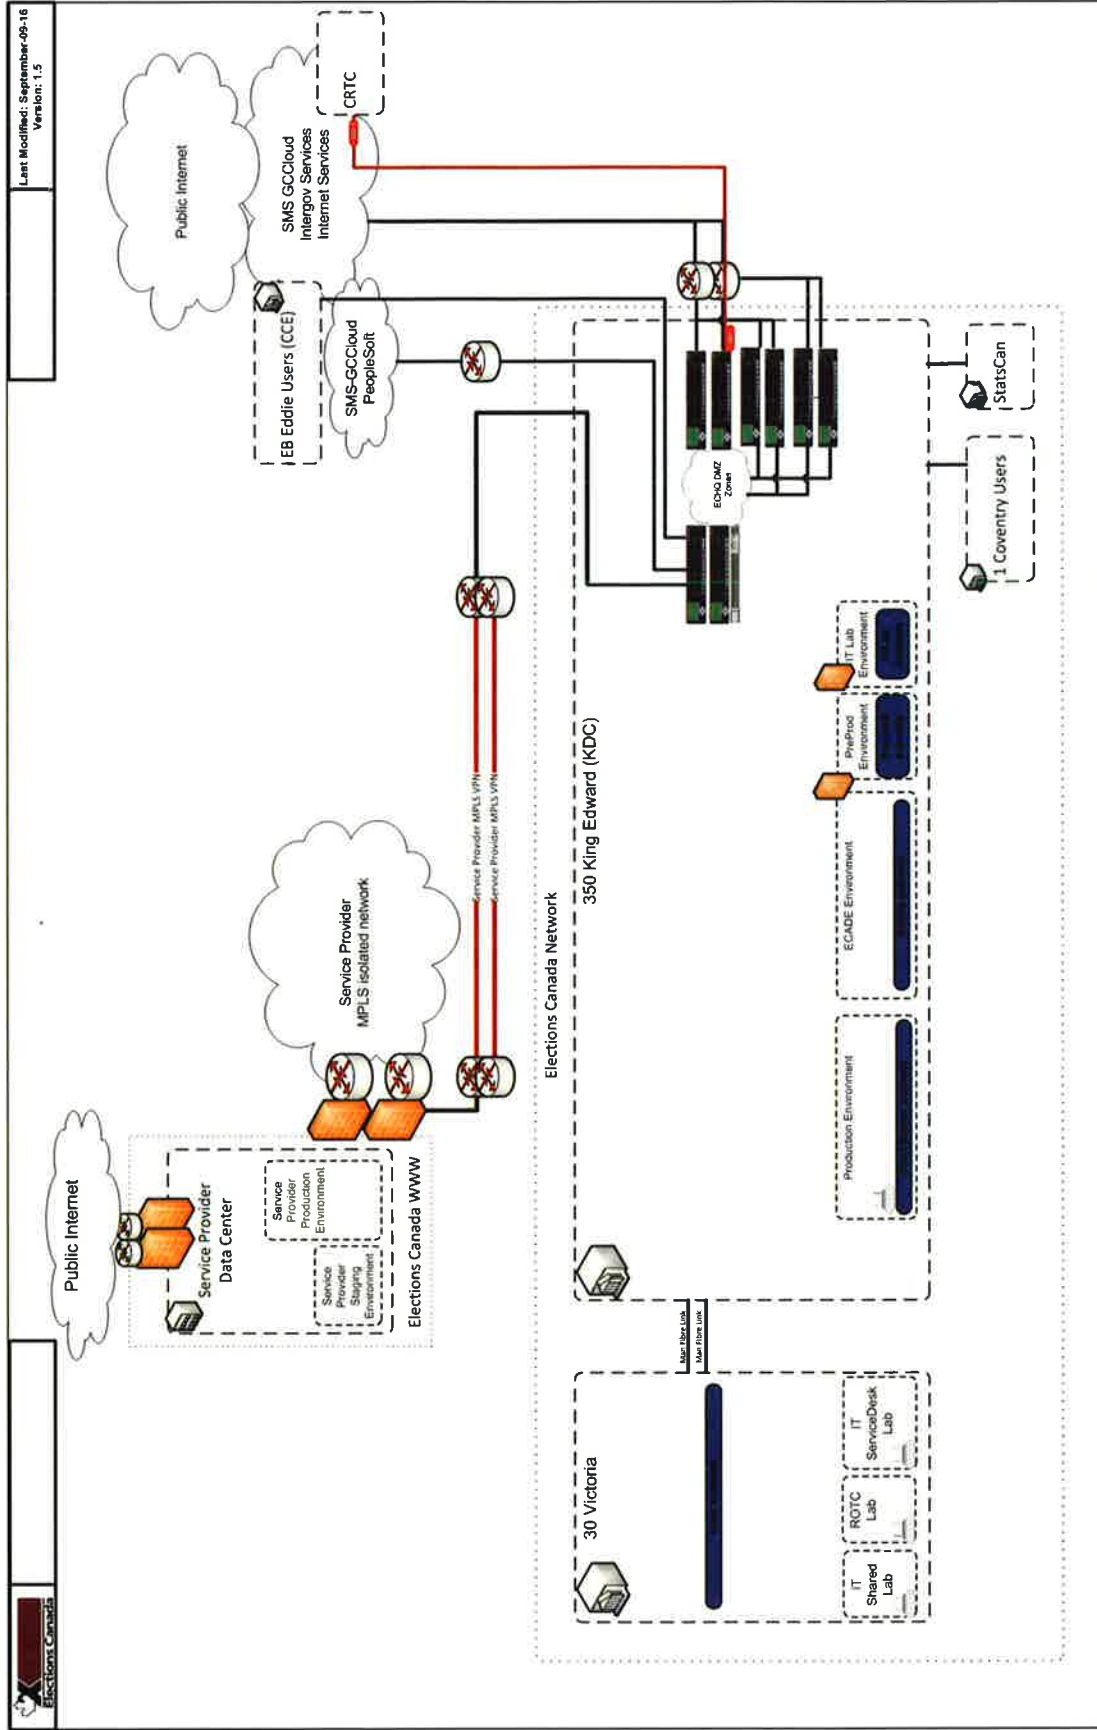 Elections Canada
Last Modified: September-09-16
Version: 1.5
Public Internet
Service Provider
Data Center
Service
Provider
Staging
Environment
Service
Provider
Production
Environment
Elections Canada WWW
Service Provider
MPLS isolated network
Service Provider MPLS VPN
Service Provider MPLS VPN
Public Internet
SMS GCCloud
Intergov Services
Internet Services
CRTC
EB Eddie Users (CCE)
SMS-GCCloud
PeopleSoft
Elections Canada Network
30 Victoria
IT
Shared
Lab
ROTC
Lab
IT
ServiceDesk
Lab
Man Fibre Link
Man Fibre Link
350 King Edward (KDC)
Production Environment
ECADE Environment
PreProd
Environment
IT Lab
Environment
ECHQ DMZ
Zones
1 Coventry Users
StatsCan